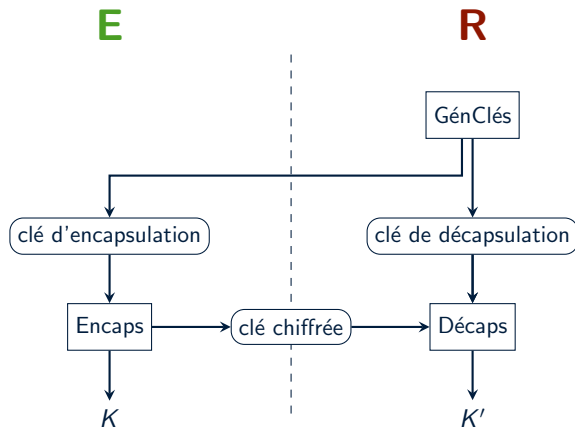 E
R
GénClés
clé d'encapsulation
clé de décapsulation
Encaps
clé chiffrée
Décaps
K
K′